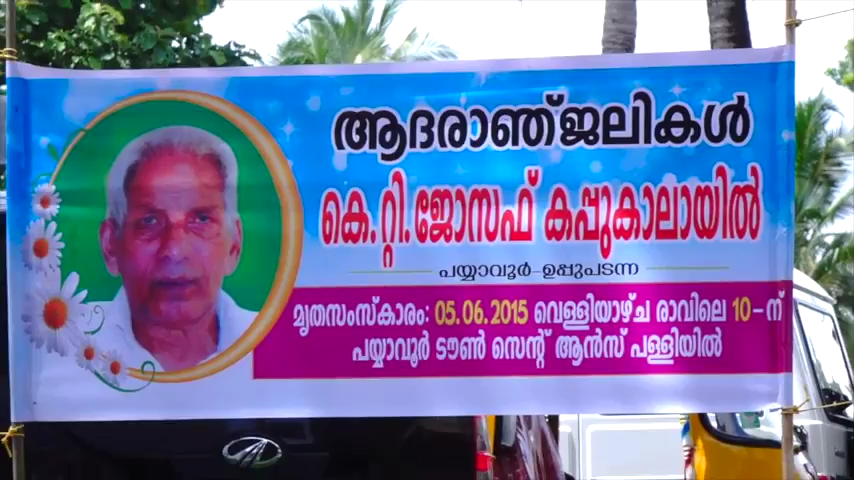 ആദരാഞ്ജലികൾ
കെ.റ്റി.ജോസഫ് കപ്പുകാലായിൽ
പയ്യാവൂർ-ഉപ്പുപടന്ന
മൃതസംസ്കാരം: 05.06.2015 വെള്ളിയാഴ്ച രാവിലെ 10-ന്
പയ്യാവൂർ ടൗൺ സെന്റ് ആൻസ് പള്ളിയിൽ